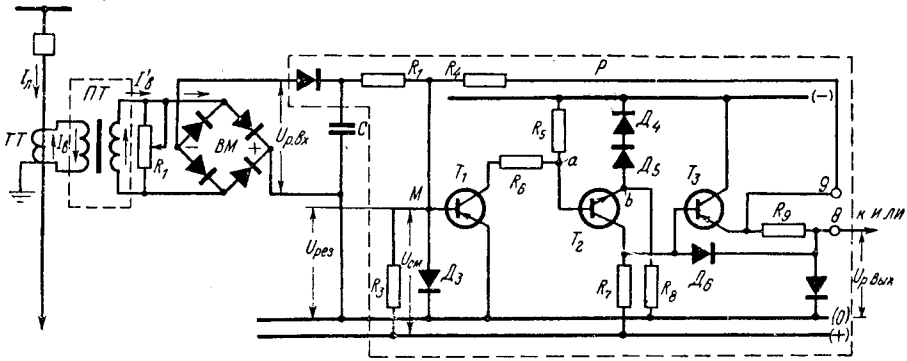 I_л
ПТ
I'_в
ТТ
I_в
R_1
ВМ
−
+
U_р.вх
C
R_1
R_4
P
(−)
R_5
a
R_6
Д_4
Д_5
b
T_1
T_2
T_3
M
U_рез
U_см
R_3
Д_3
R_7
R_8
Д_6
R_9
9
8
к ИЛИ
U_р вых
(0)
(+)